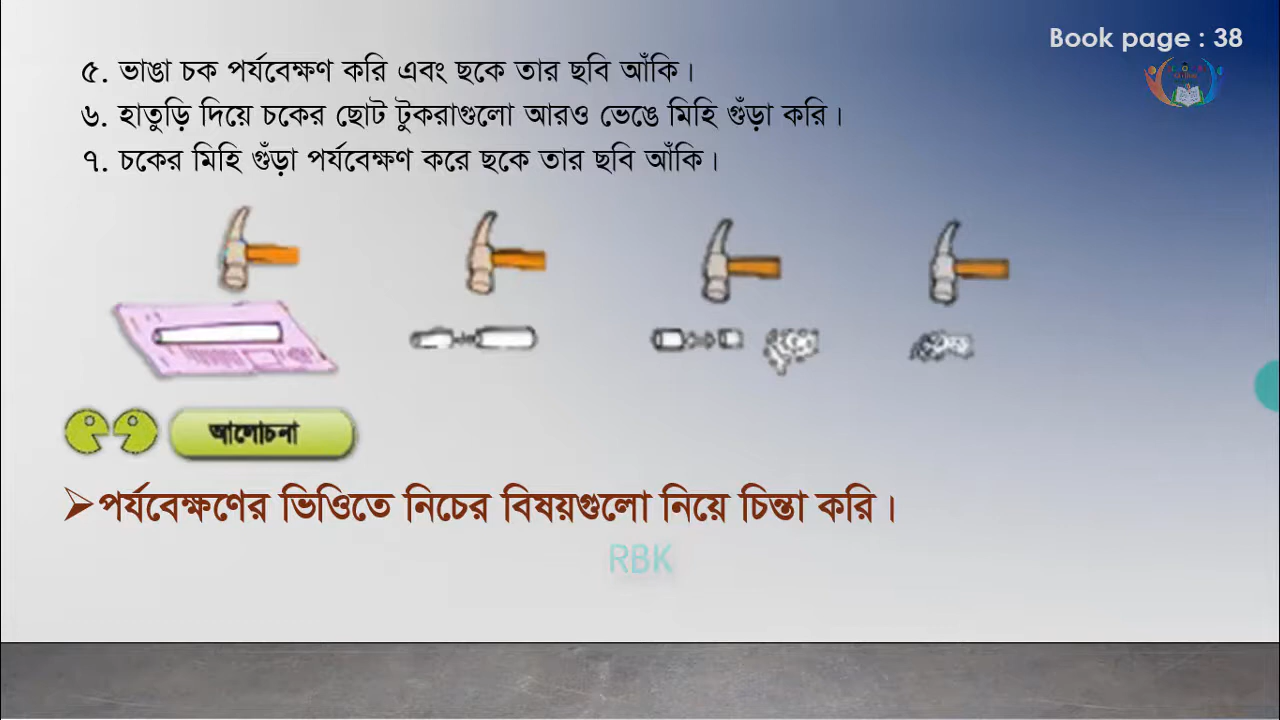 Book page : 38
৫. ভাঙা চক পর্যবেক্ষণ করি এবং ছকে তার ছবি আঁকি।
৬. হাতুড়ি দিয়ে চকের ছোট টুকরাগুলো আরও ভেঙে মিহি গুঁড়া করি।
৭. চকের মিহি গুঁড়া পর্যবেক্ষণ করে ছকে তার ছবি আঁকি।
আলোচনা
পর্যবেক্ষণের ভিওিতে নিচের বিষয়গুলো নিয়ে চিন্তা করি।
RBK